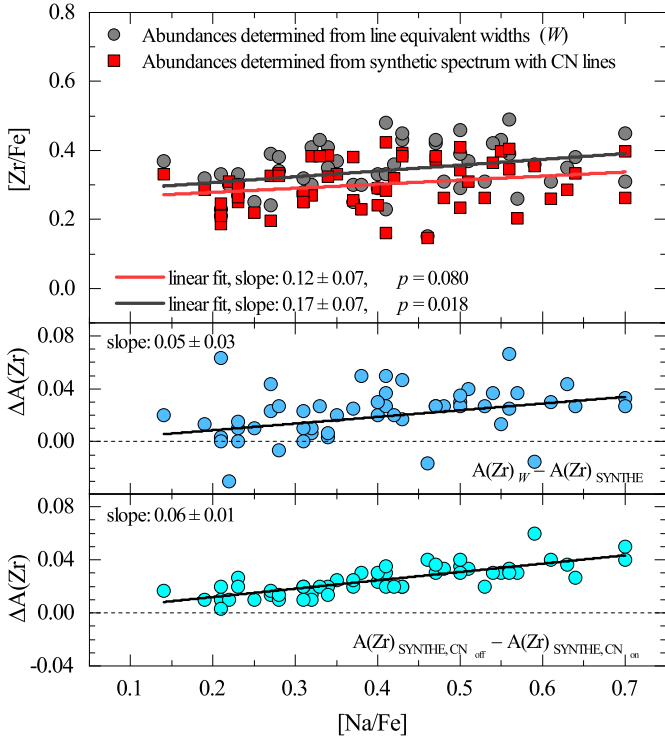 Abundances determined from line equivalent widths (W)
Abundances determined from synthetic spectrum with CN lines
[Zr/Fe]
0.8
0.6
0.4
0.2
0.0
linear fit, slope: 0.12 ± 0.07, p = 0.080
linear fit, slope: 0.17 ± 0.07, p = 0.018
slope: 0.05 ± 0.03
ΔA(Zr)
0.08
0.04
0.00
A(Zr) W – A(Zr) SYNTHE
slope: 0.06 ± 0.01
ΔA(Zr)
0.08
0.04
0.00
-0.04
A(Zr) SYNTHE, CN off – A(Zr) SYNTHE, CN on
0.1 0.2 0.3 0.4 0.5 0.6 0.7
[Na/Fe]